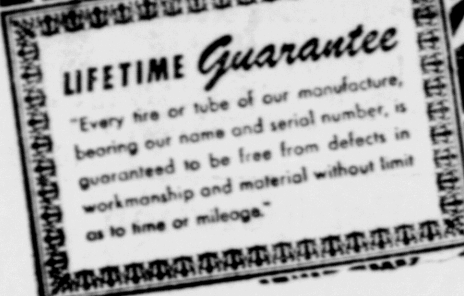 LIFETIME Guarantee
"Every tire or tube of our manufacture,
bearing our name and serial number, is
guaranteed to be free from defects in
workmanship and material without limit
as to time or mileage."